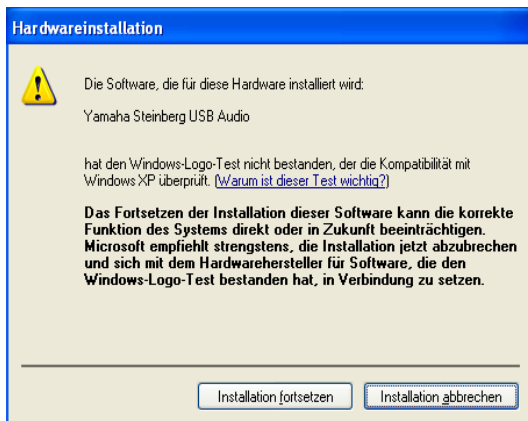 Hardwareinstallation
Die Software, die für diese Hardware installiert wird:
Yamaha Steinberg USB Audio
hat den Windows-Logo-Test nicht bestanden, der die Kompatibilität mit
Windows XP überprüft. (Warum ist dieser Test wichtig?)
Das Fortsetzen der Installation dieser Software kann die korrekte
Funktion des Systems direkt oder in Zukunft beeinträchtigen.
Microsoft empfiehlt strengstens, die Installation jetzt abzubrechen
und sich mit dem Hardwarehersteller für Software, die den
Windows-Logo-Test bestanden hat, in Verbindung zu setzen.
Installation fortsetzen
Installation abbrechen